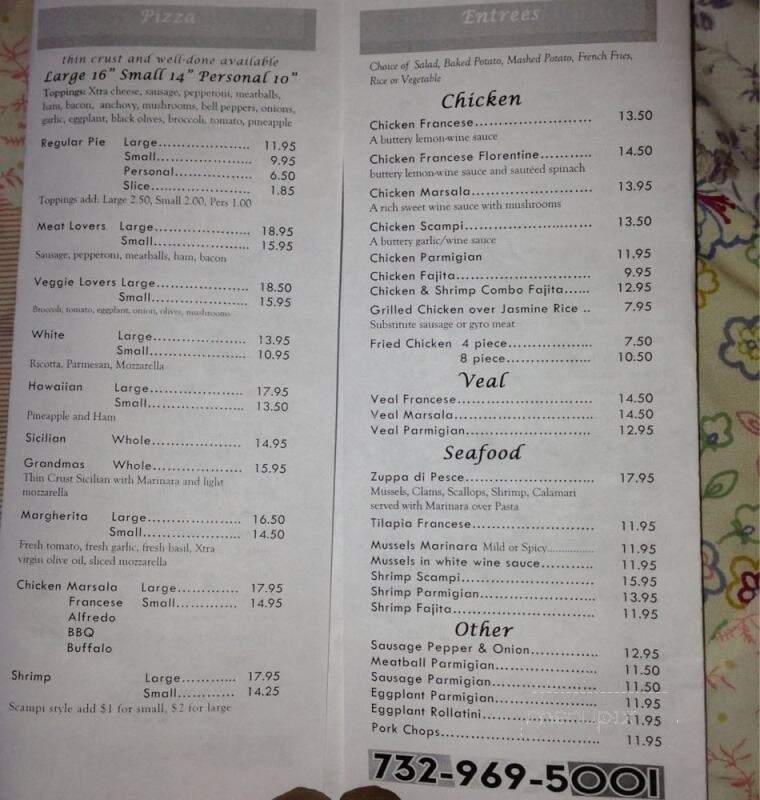 Pizza
thin crust and well-done available
Large 16" Small 14" Personal 10"
Toppings: Xtra cheese, sausage, pepperoni, meatballs,
ham, bacon, anchovy, mushrooms, bell peppers, onions,
garlic, eggplant, black olives, broccoli, tomato, pineapple
Regular Pie Large.................... 11.95
Small.................... 9.95
Personal................ 6.50
Slice..................... 1.85
Toppings add: Large 2.50, Small 2.00, Pers 1.00
Meat Lovers Large.................... 18.95
Small.................... 15.95
Sausage, pepperoni, meatballs, ham, bacon
Veggie Lovers Large.................... 18.50
Small.................... 15.95
Broccoli, tomato, eggplant, onion, olives, mushrooms
White Large.................... 13.95
Small.................... 10.95
Ricotta, Parmesan, Mozzarella
Hawaiian Large.................... 17.95
Small.................... 13.50
Pineapple and Ham
Sicilian Whole.................... 14.95
Grandmas Whole.................... 15.95
Thin Crust Sicilian with Marinara and light
mozzarella
Margherita Large.................... 16.50
Small.................... 14.50
Fresh tomato, fresh garlic, fresh basil, Xtra
virgin olive oil, sliced mozzarella
Chicken Marsala Large............. 17.95
Francese Small............. 14.95
Alfredo
BBQ
Buffalo
Shrimp Large............ 17.95
Small............ 14.25
Scampi style add $1 for small, $2 for large
Entrees
Choice of Salad, Baked Potato, Mashed Potato, French Fries,
Rice or Vegetable
Chicken
Chicken Francese......................... 13.50
A buttery lemon-wine sauce
Chicken Francese Florentine........... 14.50
buttery lemon-wine sauce and sautéed spinach
Chicken Marsala.......................... 13.95
A rich sweet wine sauce with mushrooms
Chicken Scampi........................... 13.50
A buttery garlic/wine sauce
Chicken Parmigian 11.95
Chicken Fajita............................. 9.95
Chicken & Shrimp Combo Fajita...... 12.95
Grilled Chicken over Jasmine Rice .. 7.95
Substitute sausage or gyro meat
Fried Chicken 4 piece.................. 7.50
8 piece.................. 10.50
Veal
Veal Francese............................. 14.50
Veal Marsala.............................. 14.50
Veal Parmigian........................... 12.95
Seafood
Zuppa di Pesce........................... 17.95
Mussels, Clams, Scallops, Shrimp, Calamari
served with Marinara over Pasta
Tilapia Francese.......................... 11.95
Mussels Marinara Mild or Spicy................ 11.95
Mussels in white wine sauce........... 11.95
Shrimp Scampi............................ 15.95
Shrimp Parmigian........................ 13.95
Shrimp Fajita.............................. 11.95
Other
Sausage Pepper & Onion.............. 12.95
Meatball Parmigian...................... 11.50
Sausage Parmigian...................... 11.50
Eggplant Parmigian..................... 11.95
Eggplant Rollatini........................ 11.95
Pork Chops................................ 11.95
732-969-5001